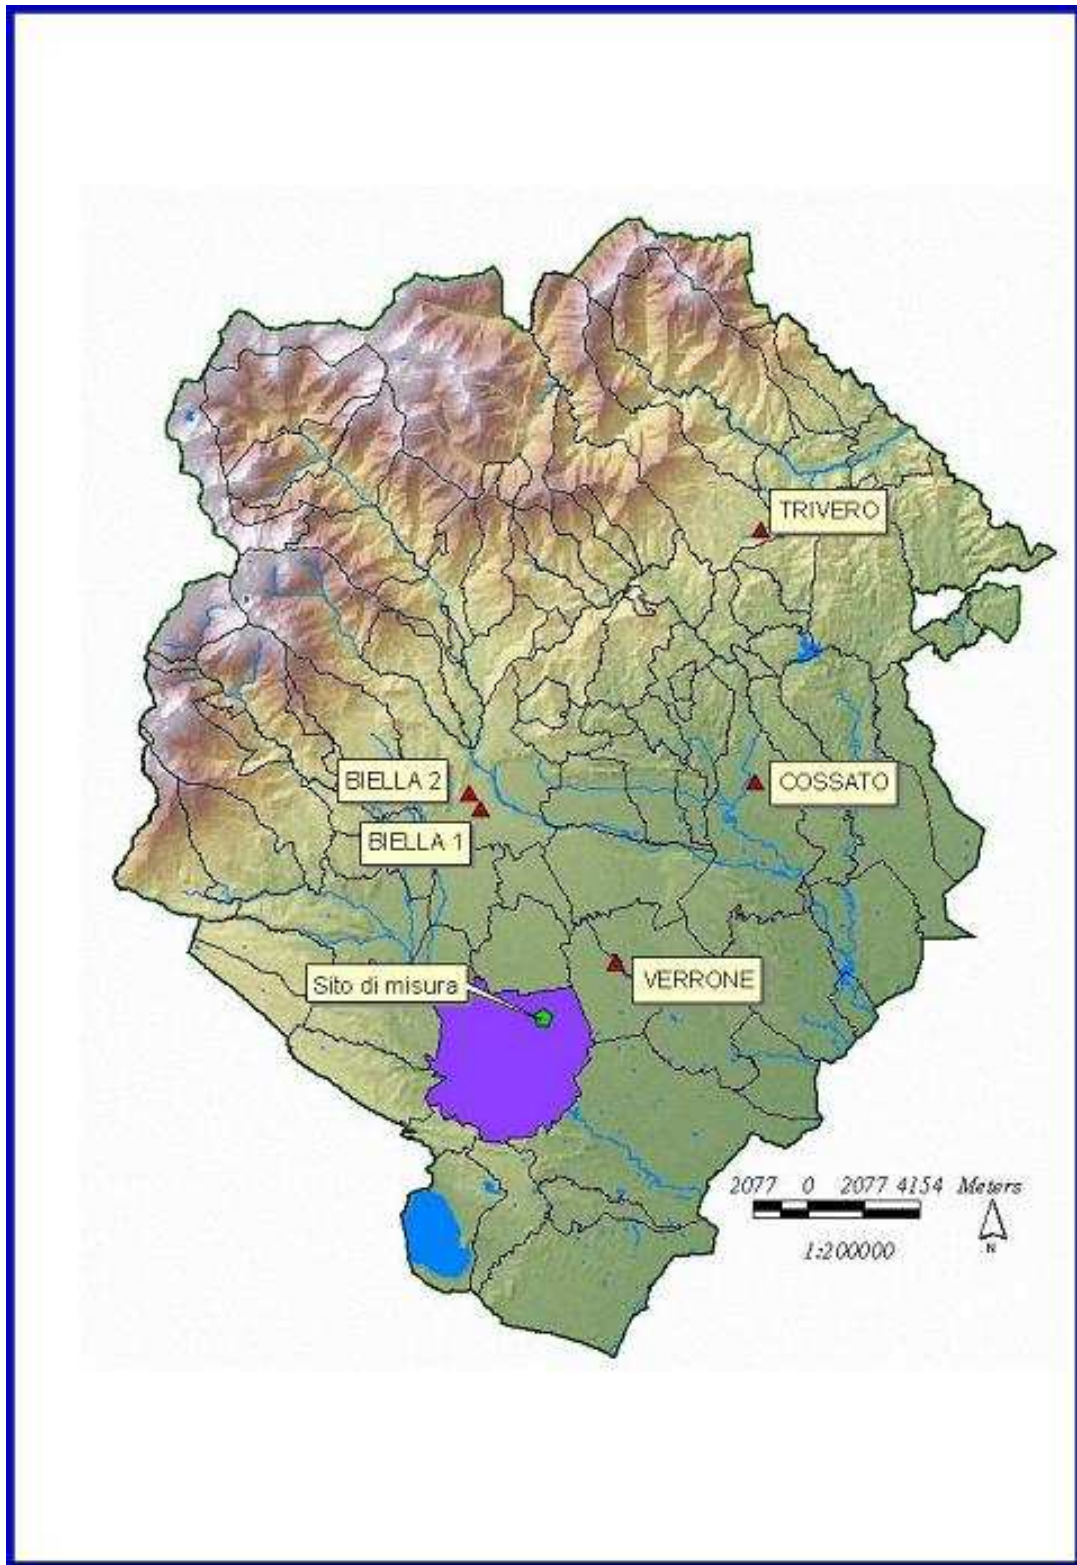 TRIVERO
BIELLA 2
COSSATO
BIELLA 1
Sito di misura
VERRONE
2077 0 2077 4154 Meters
1:200000
N